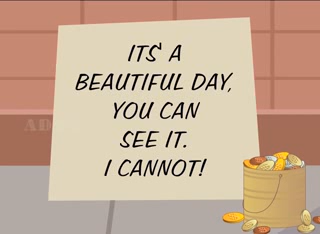 ITS' A
BEAUTIFUL DAY,
YOU CAN
SEE IT.
I CANNOT!